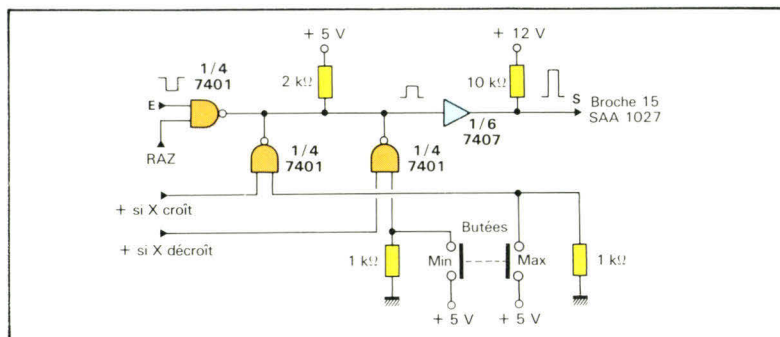 + 5 V
+ 12 V
1/4
7401
2 kΩ
10 kΩ
E
S
Broche 15
SAA 1027
1/6
7407
RAZ
1/4
7401
1/4
7401
+ si X croît
+ si X décroît
Butées
1 kΩ
Min
Max
1 kΩ
+ 5 V
+ 5 V